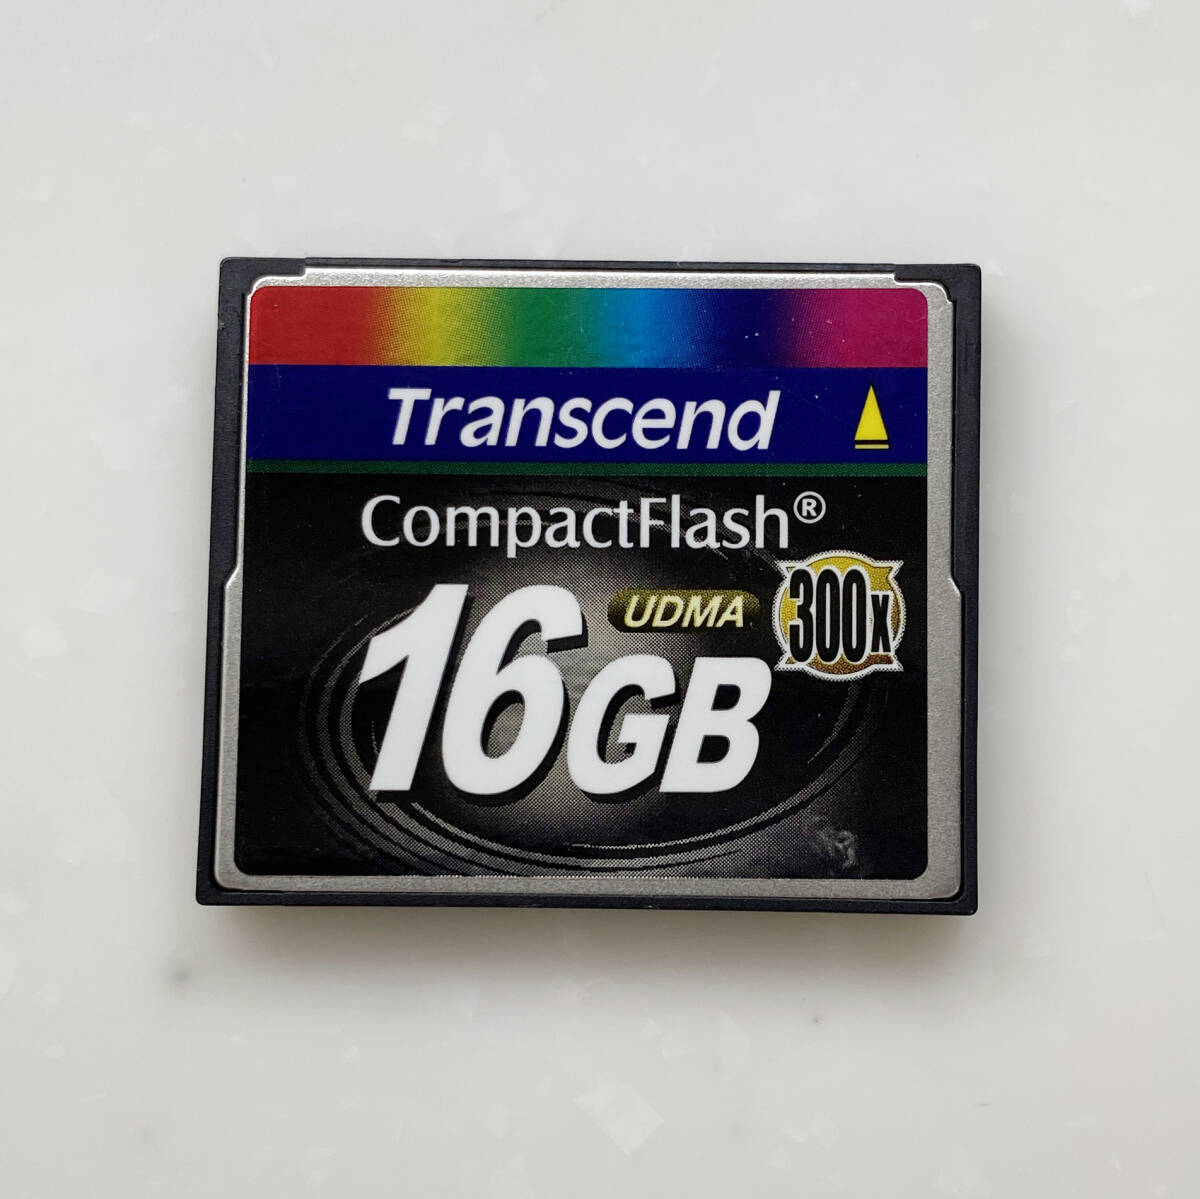 Transcend
CompactFlash®
UDMA
300x
16GB